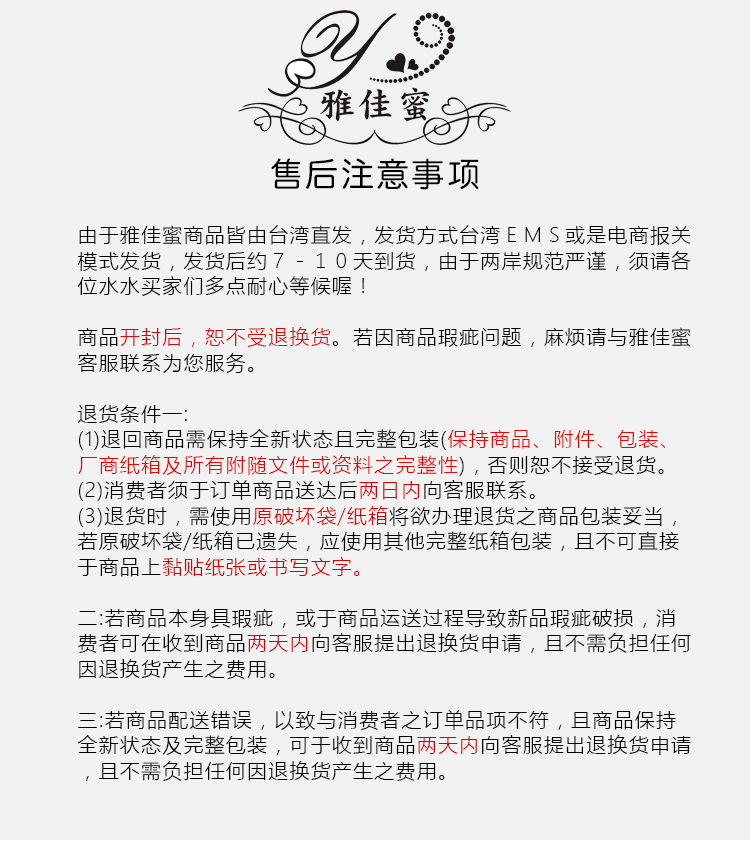 雅佳蜜
售后注意事项
由于雅佳蜜商品皆由台湾直发，发货方式台湾ＥＭＳ或是电商报关
模式发货，发货后约７－１０天到货，由于两岸规范严谨，须请各
位水水买家们多点耐心等候喔！
商品开封后，恕不受退换货。若因商品瑕疵问题，麻烦请与雅佳蜜
客服联系为您服务。
退货条件一:
(1)退回商品需保持全新状态且完整包装(保持商品、附件、包装、
厂商纸箱及所有附随文件或资料之完整性)，否则恕不接受退货。
(2)消费者须于订单商品送达后两日内向客服联系。
(3)退货时，需使用原破坏袋/纸箱将欲办理退货之商品包装妥当，
若原破坏袋/纸箱已遗失，应使用其他完整纸箱包装，且不可直接
于商品上黏贴纸张或书写文字。
二:若商品本身具瑕疵，或于商品运送过程导致新品瑕疵破损，消
费者可在收到商品两天内向客服提出退换货申请，且不需负担任何
因退换货产生之费用。
三:若商品配送错误，以致与消费者之订单品项不符，且商品保持
全新状态及完整包装，可于收到商品两天内向客服提出退换货申请
，且不需负担任何因退换货产生之费用。